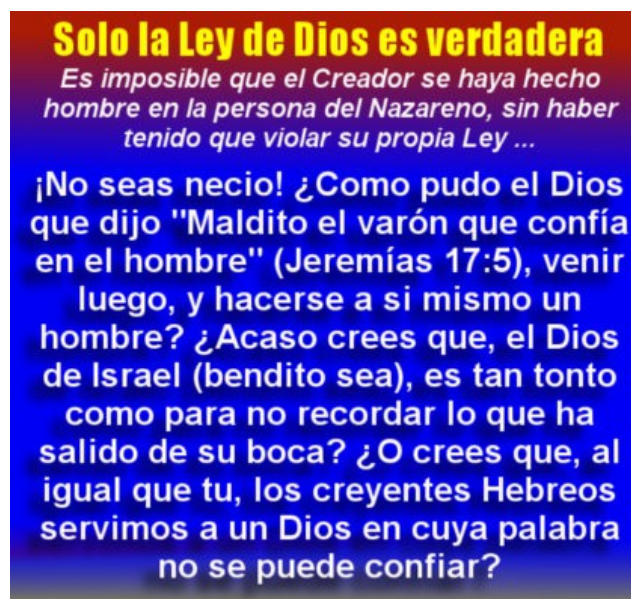 Solo la Ley de Dios es verdadera
Es imposible que el Creador se haya hecho
hombre en la persona del Nazareno, sin haber
tenido que violar su propia Ley ...
¡No seas necio! ¿Como pudo el Dios
que dijo "Maldito el varón que confía
en el hombre" (Jeremías 17:5), venir
luego, y hacerse a si mismo un
hombre? ¿Acaso crees que, el Dios
de Israel (bendito sea), es tan tonto
como para no recordar lo que ha
salido de su boca? ¿O crees que, al
igual que tu, los creyentes Hebreos
servimos a un Dios en cuya palabra
no se puede confiar?